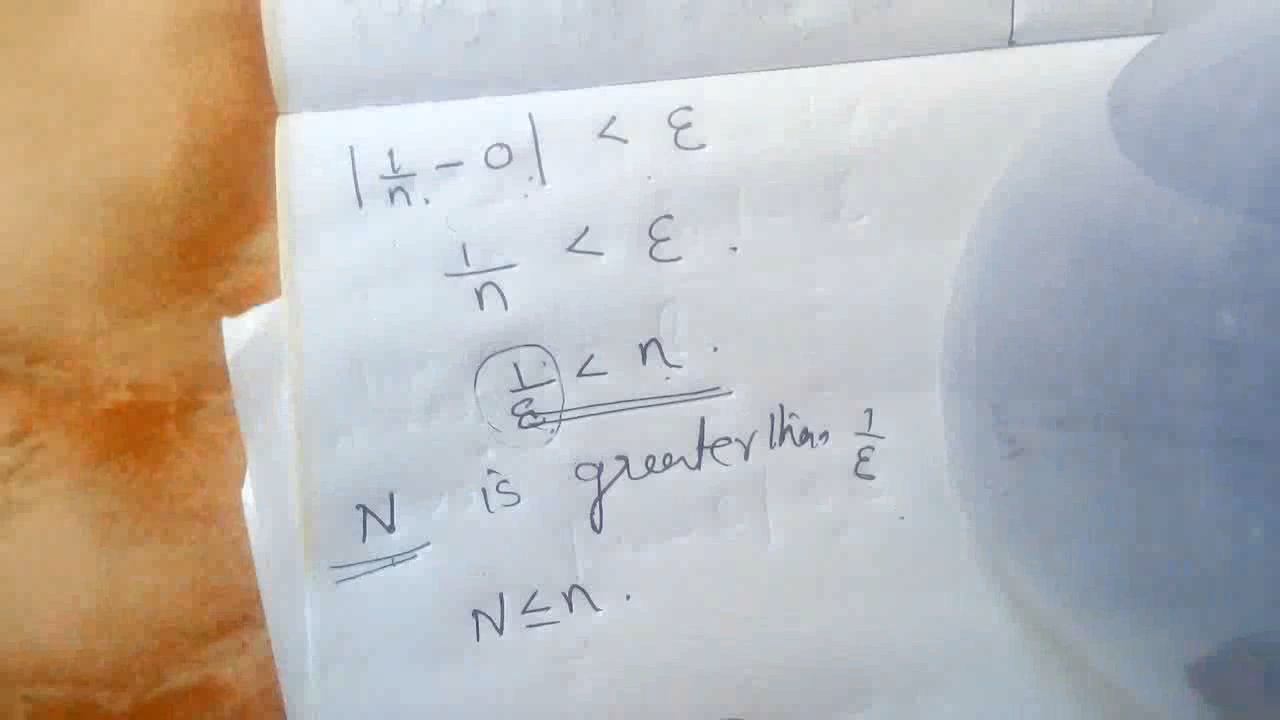 |1/n - 0| < ε
1/n < ε .
1/ε < n .
N is greater than 1/ε
N ≤ n .